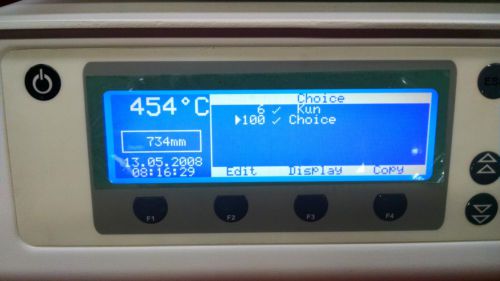 454°C
734mm
13.05.2008
08:16:29
Choice
6 ✓ Kun
100 ✓ Choice
Edit Display Copy
F1 F2 F3 F4